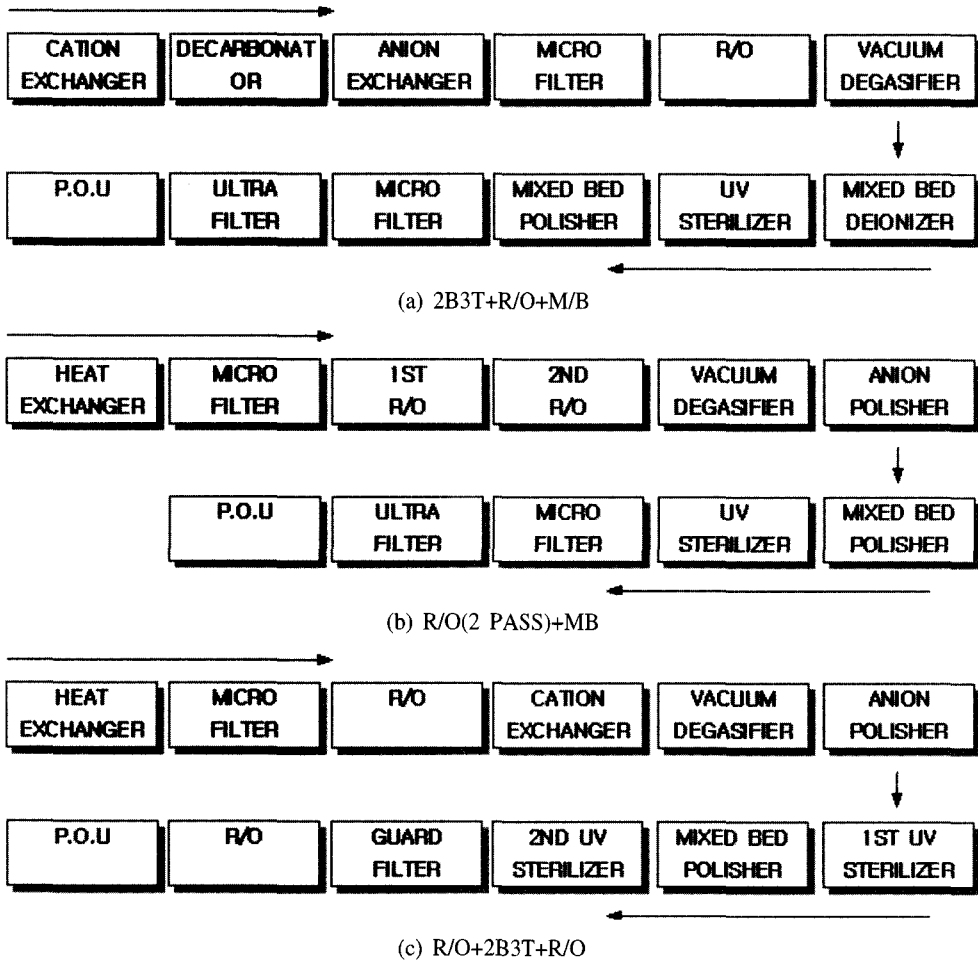 CATION EXCHANGER
DECARBONAT OR
ANION EXCHANGER
MICRO FILTER
R/O
VACUUM DEGASIFIER
P.O.U
ULTRA FILTER
MICRO FILTER
MIXED BED POLISHER
UV STERILIZER
MIXED BED DEIONIZER
(a) 2B3T+R/O+M/B
HEAT EXCHANGER
MICRO FILTER
1ST R/O
2ND R/O
VACUUM DEGASIFIER
ANION POLISHER
P.O.U
ULTRA FILTER
MICRO FILTER
UV STERILIZER
MIXED BED POLISHER
(b) R/O(2 PASS)+MB
HEAT EXCHANGER
MICRO FILTER
R/O
CATION EXCHANGER
VACUUM DEGASIFIER
ANION POLISHER
P.O.U
R/O
GUARD FILTER
2ND UV STERILIZER
MIXED BED POLISHER
1ST UV STERILIZER
(c) R/O+2B3T+R/O